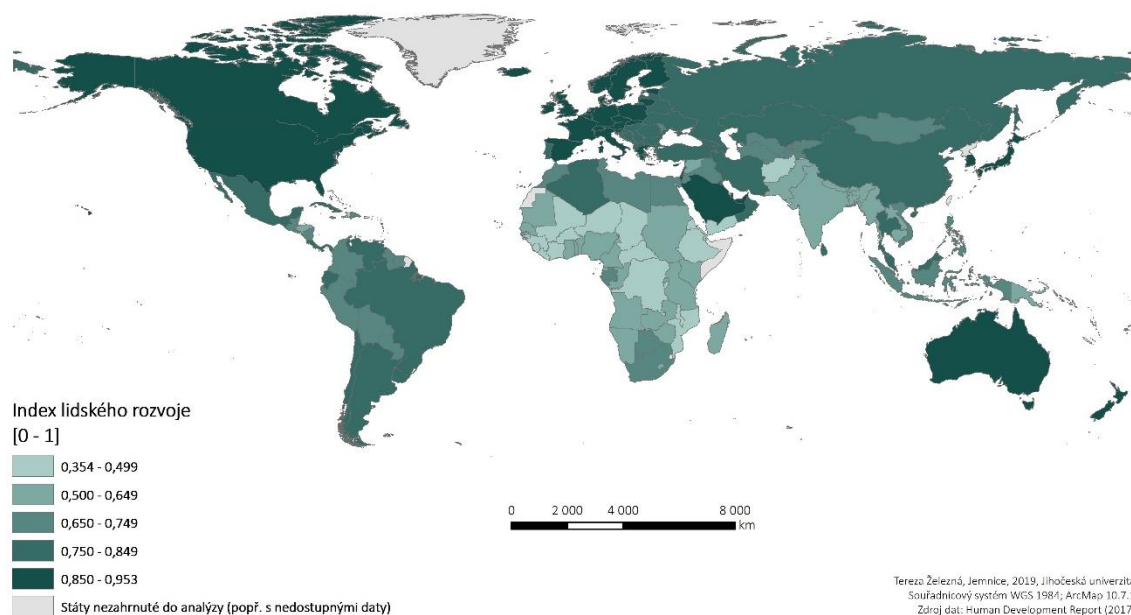 Index lidského rozvoje
[0 - 1]
0,354 - 0,499
0,500 - 0,649
0,650 - 0,749
0,750 - 0,849
0,850 - 0,953
Státy nezahrnuté do analýzy (popř. s nedostupnými daty)
0 2 000 4 000 8 000
km
Tereza Železná, Jemnice, 2019, Jihočeská univerzita
Souřadnicový systém WGS 1984; ArcMap 10.7.1
Zdroj dat: Human Development Report (2017)